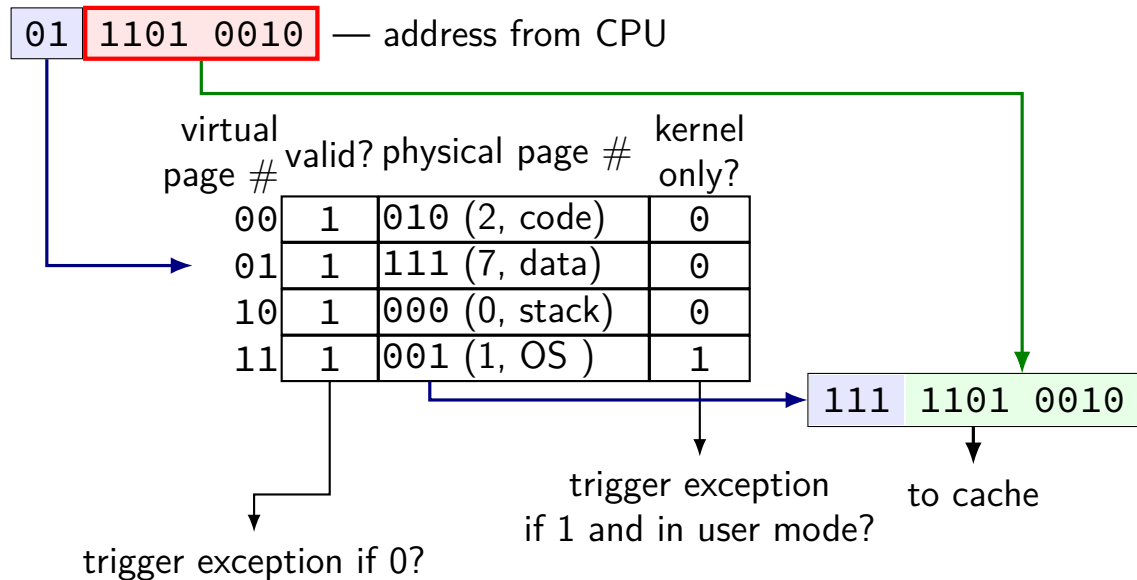 01 1101 0010 — address from CPU
virtual page # valid? physical page # kernel only?
00 1 010 (2, code) 0
01 1 111 (7, data) 0
10 1 000 (0, stack) 0
11 1 001 (1, OS ) 1
111 1101 0010
trigger exception if 1 and in user mode?
to cache
trigger exception if 0?